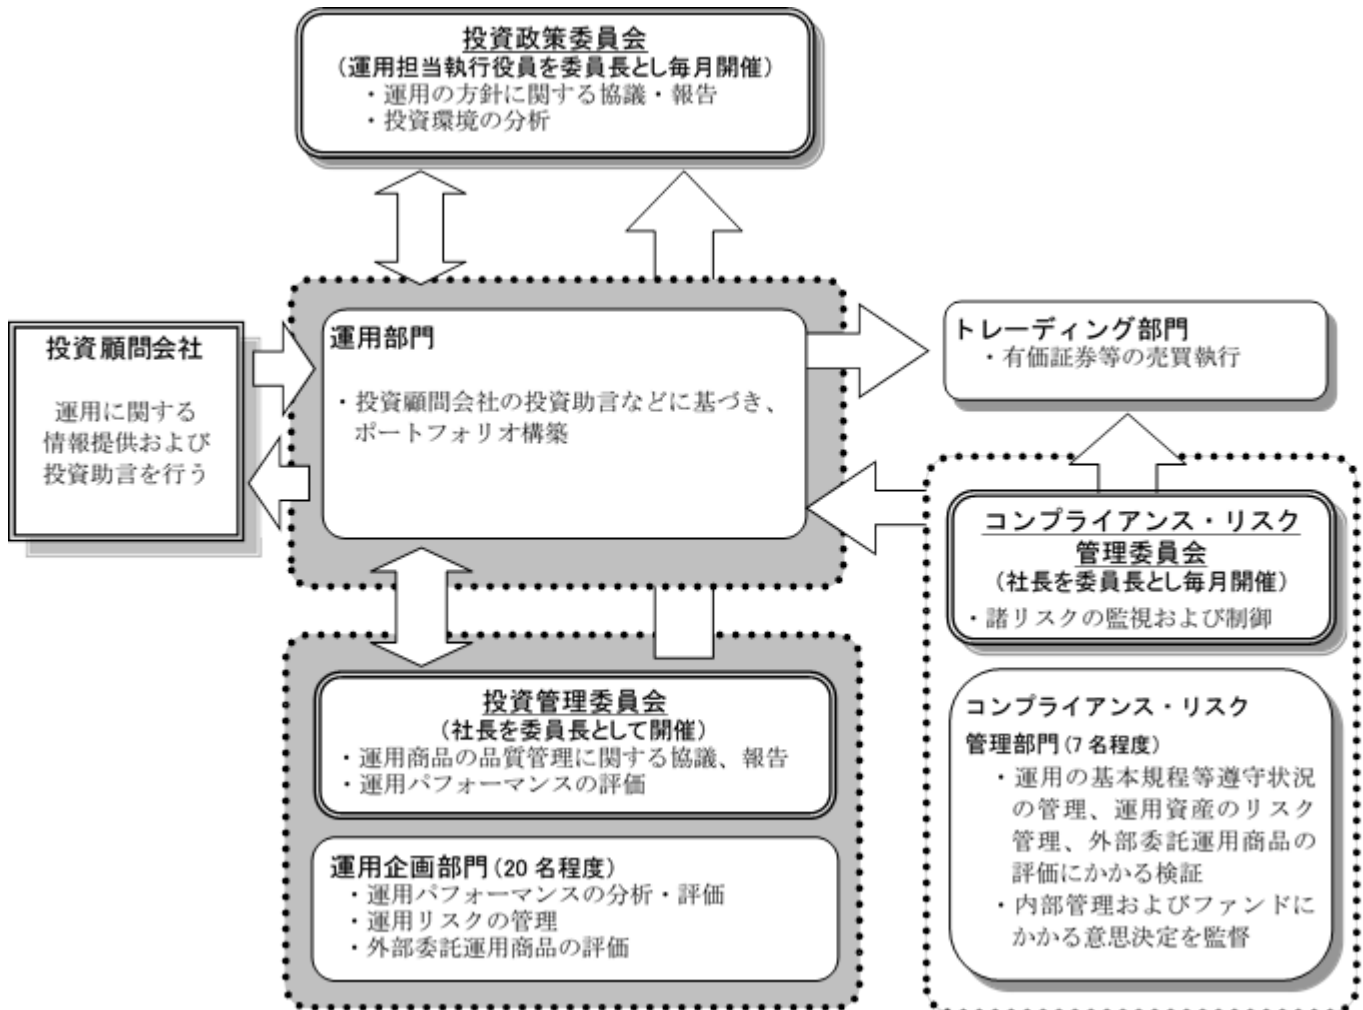 投資政策委員会
(運用担当執行役員を委員長とし毎月開催)
・運用の方針に関する協議・報告
・投資環境の分析
投資顧問会社
運用に関する
情報提供および
投資助言を行う
運用部門
・投資顧問会社の投資助言などに基づき、
ポートフォリオ構築
トレーディング部門
・有価証券等の売買執行
コンプライアンス・リスク
管理委員会
(社長を委員長とし毎月開催)
・諸リスクの監視および制御
投資管理委員会
(社長を委員長として開催)
・運用商品の品質管理に関する協議、報告
・運用パフォーマンスの評価
運用企画部門(20名程度)
・運用パフォーマンスの分析・評価
・運用リスクの管理
・外部委託運用商品の評価
コンプライアンス・リスク
管理部門(7名程度)
・運用の基本規程等遵守状況
の管理、運用資産のリスク
管理、外部委託運用商品の
評価にかかる検証
・内部管理およびファンドに
かかる意思決定を監督